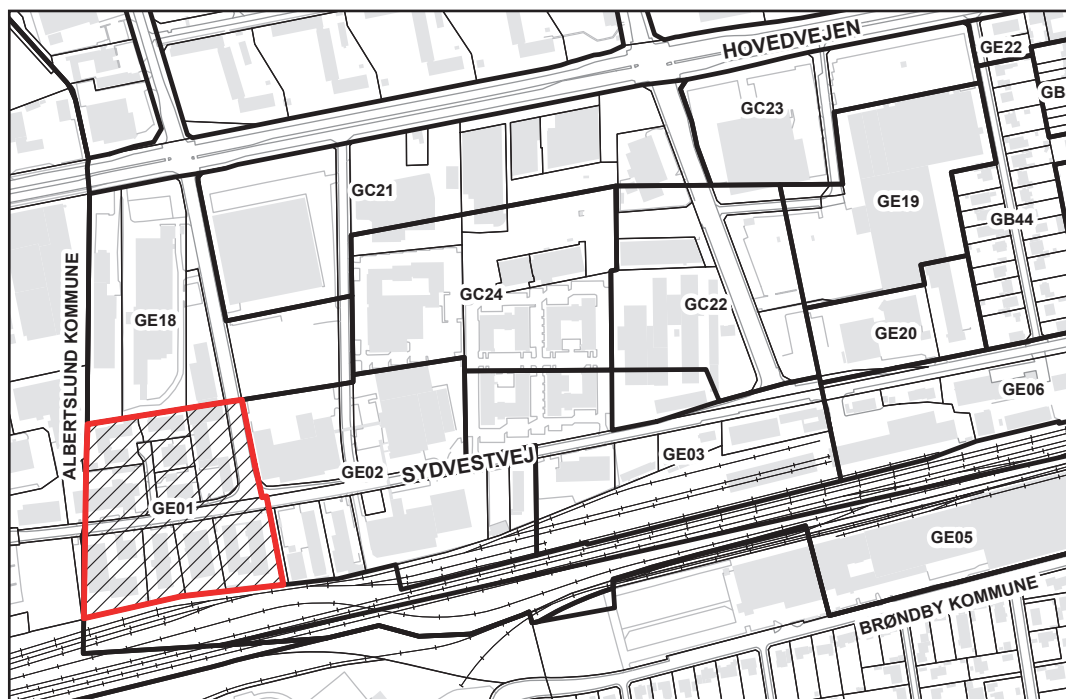 HOVEDVEJEN
GE22
GB
GC23
GC21
GE19
GB44
ALBERTSLUND KOMMUNE
GE18
GC24
GC22
GE20
GE06
GE02
SYDVESTVEJ
GE03
GE01
GE05
BRØNDBY KOMMUNE